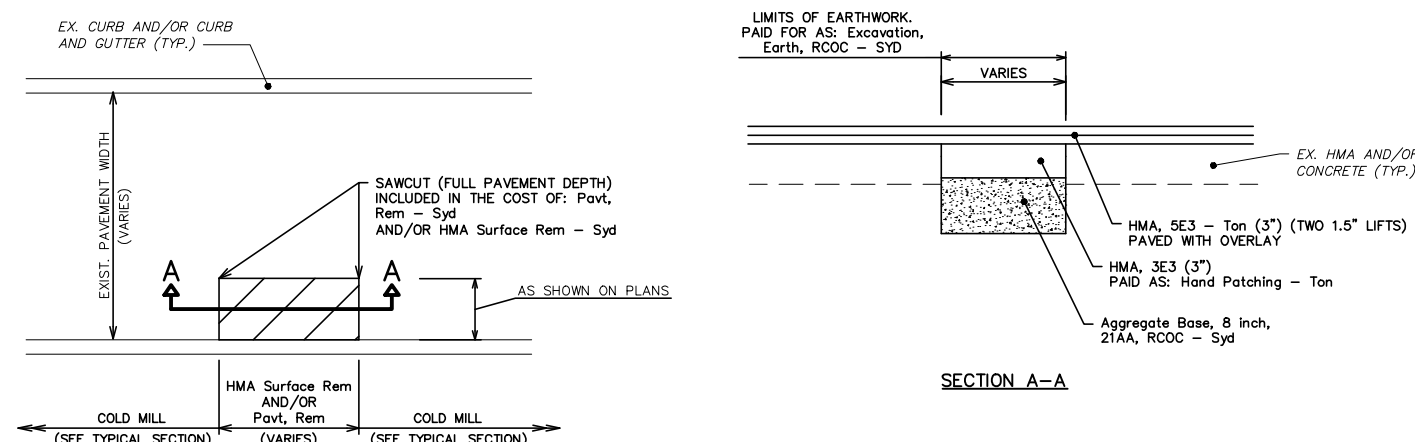 EX. CURB AND/OR CURB
AND GUTTER (TYP.)
EXIST. PAVEMENT WIDTH
(VARIES)
SAWCUT (FULL PAVEMENT DEPTH)
INCLUDED IN THE COST OF: Pavt,
Rem – Syd
AND/OR HMA Surface Rem – Syd
A
A
AS SHOWN ON PLANS
HMA Surface Rem
AND/OR
Pavt, Rem
(VARIES)
COLD MILL
(SEE TYPICAL SECTION)
COLD MILL
(SEE TYPICAL SECTION)
LIMITS OF EARTHWORK.
PAID FOR AS: Excavation,
Earth, RCOC – SYD
VARIES
EX. HMA AND/OR
CONCRETE (TYP.)
HMA, 5E3 – Ton (3") (TWO 1.5" LIFTS)
PAVED WITH OVERLAY
HMA, 3E3 (3")
PAID AS: Hand Patching – Ton
Aggregate Base, 8 inch,
21AA, RCOC – Syd
SECTION A–A